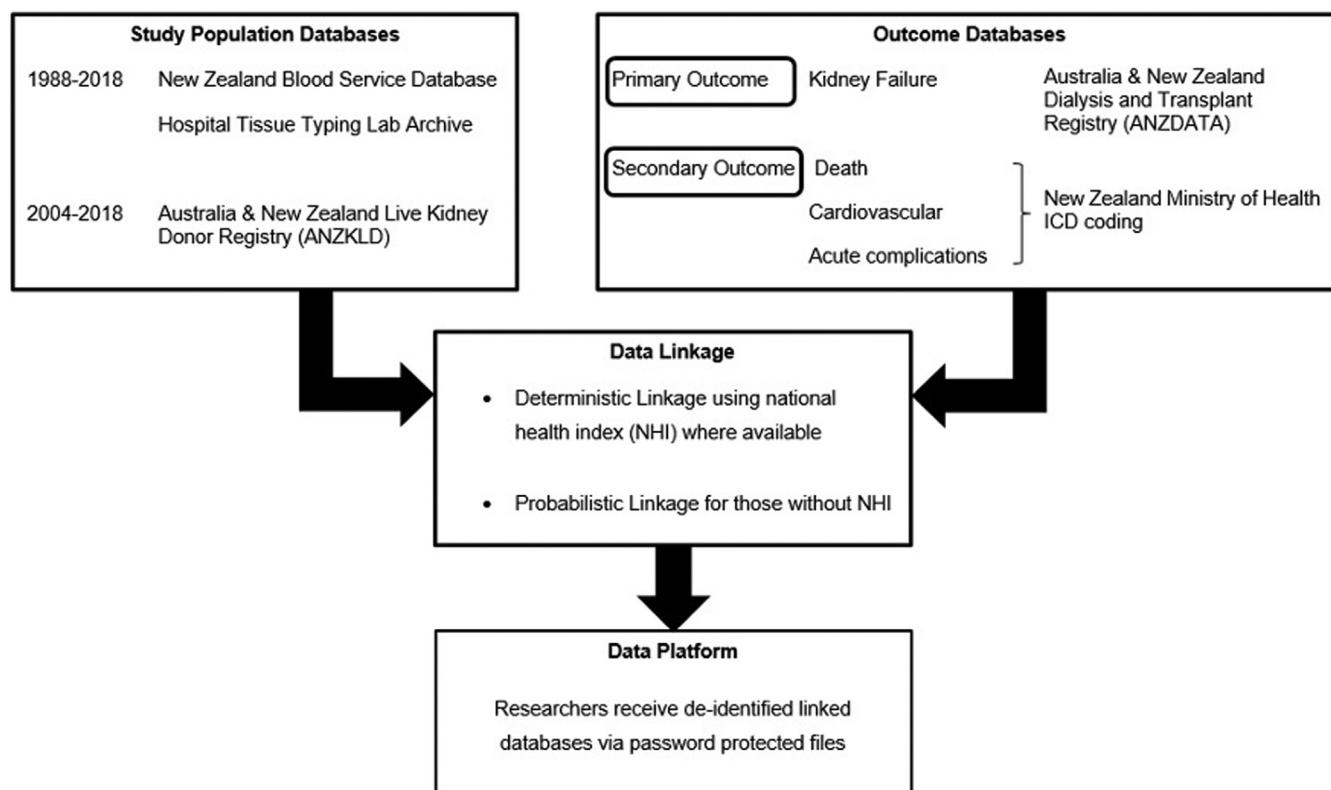 Study Population Databases
1988-2018 New Zealand Blood Service Database
Hospital Tissue Typing Lab Archive
2004-2018 Australia & New Zealand Live Kidney
Donor Registry (ANZKLD)
Outcome Databases
Primary Outcome Kidney Failure Australia & New Zealand
Dialysis and Transplant
Registry (ANZDATA)
Secondary Outcome Death
Cardiovascular
Acute complications
New Zealand Ministry of Health
ICD coding
Data Linkage
• Deterministic Linkage using national
health index (NHI) where available
• Probabilistic Linkage for those without NHI
Data Platform
Researchers receive de-identified linked
databases via password protected files